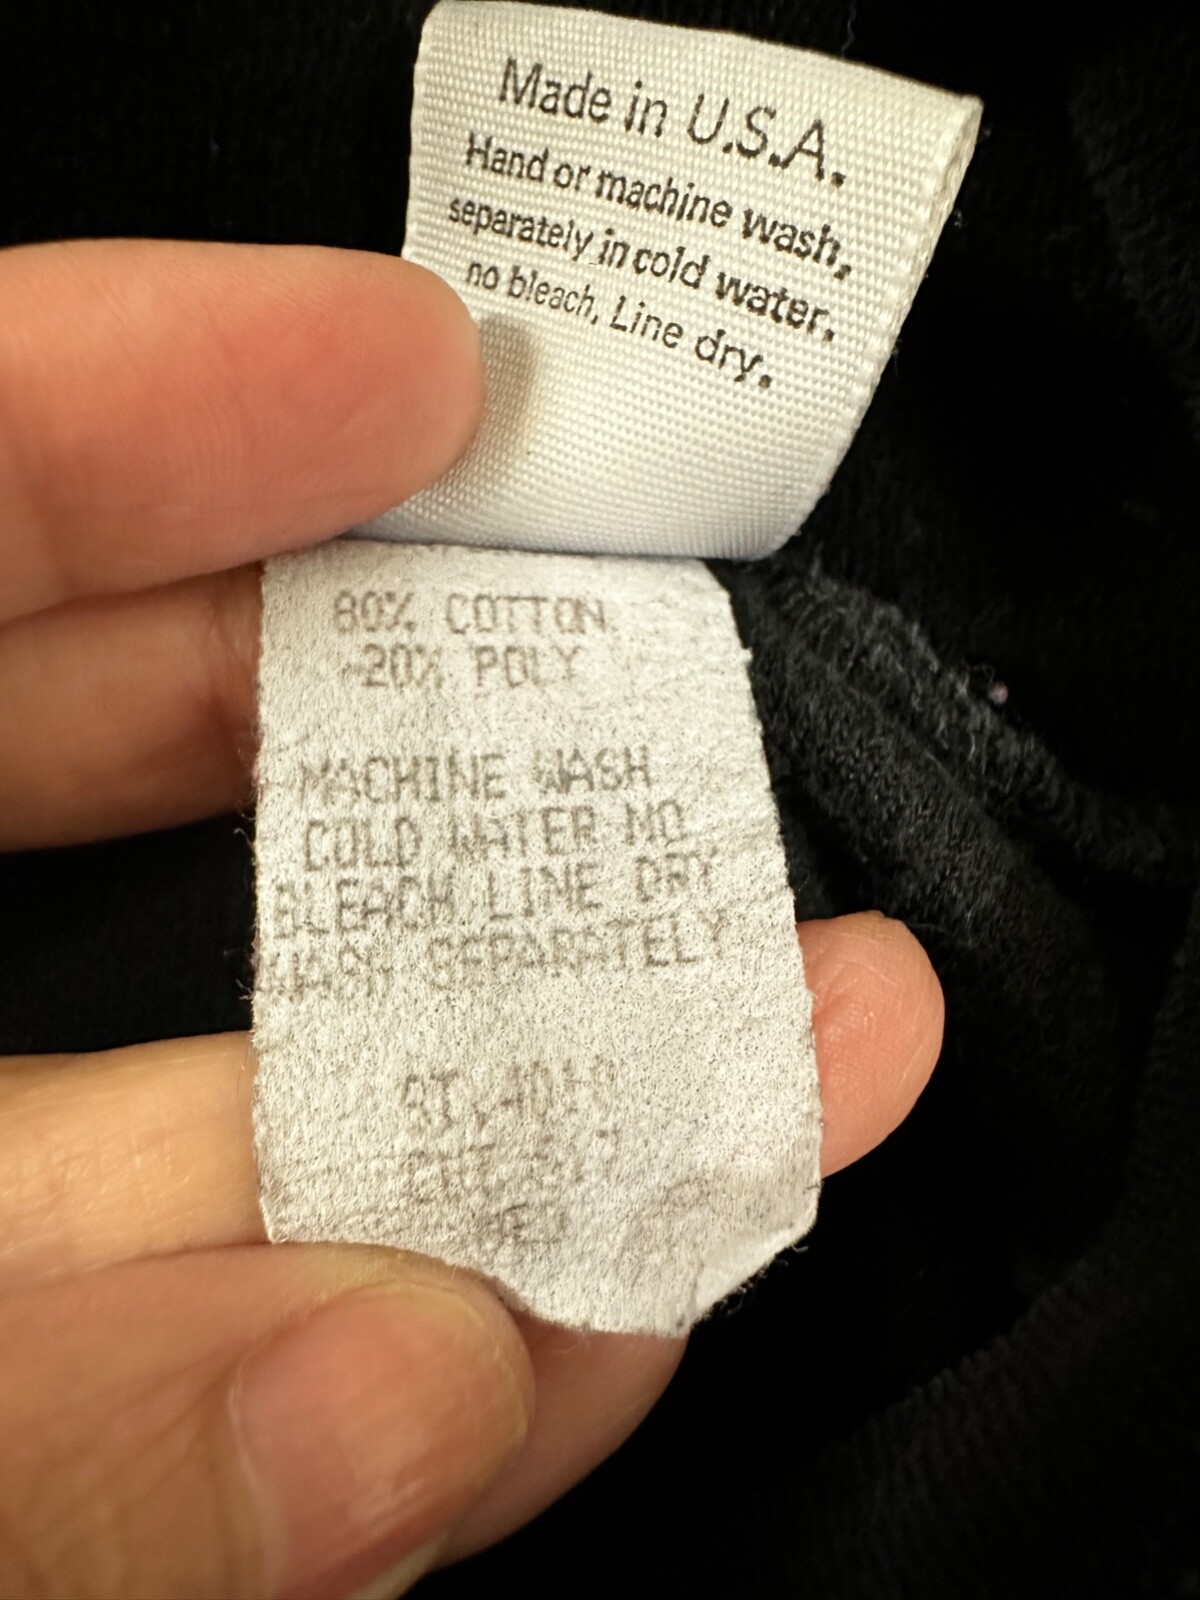 Made in U.S.A.
Hand or machine wash,
separately in cold water.
no bleach, Line dry.
80% COTTON
20% POLY
MACHINE WASH
COLD WATER NO
BLEACH LINE DRY
WASH SEPARATELY